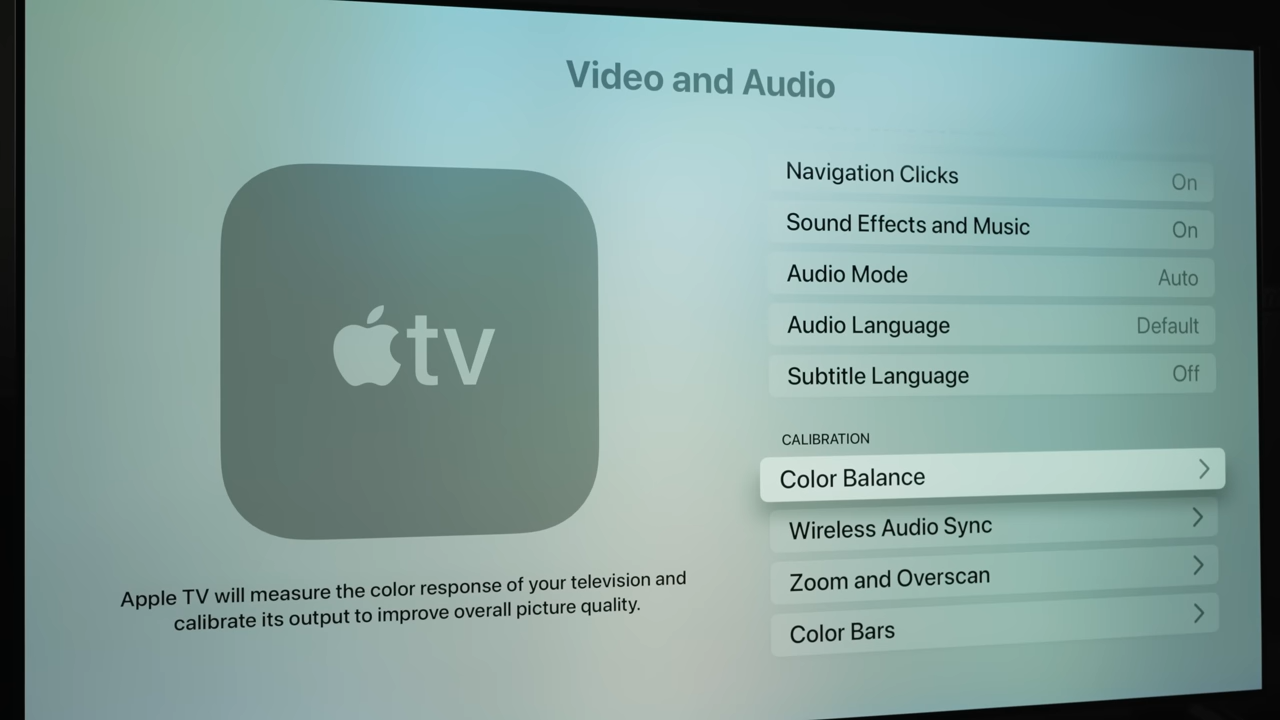 Video and Audio
tv
Apple TV will measure the color response of your television and
calibrate its output to improve overall picture quality.
Navigation Clicks On
Sound Effects and Music On
Audio Mode Auto
Audio Language Default
Subtitle Language Off
CALIBRATION
Color Balance
Wireless Audio Sync
Zoom and Overscan
Color Bars